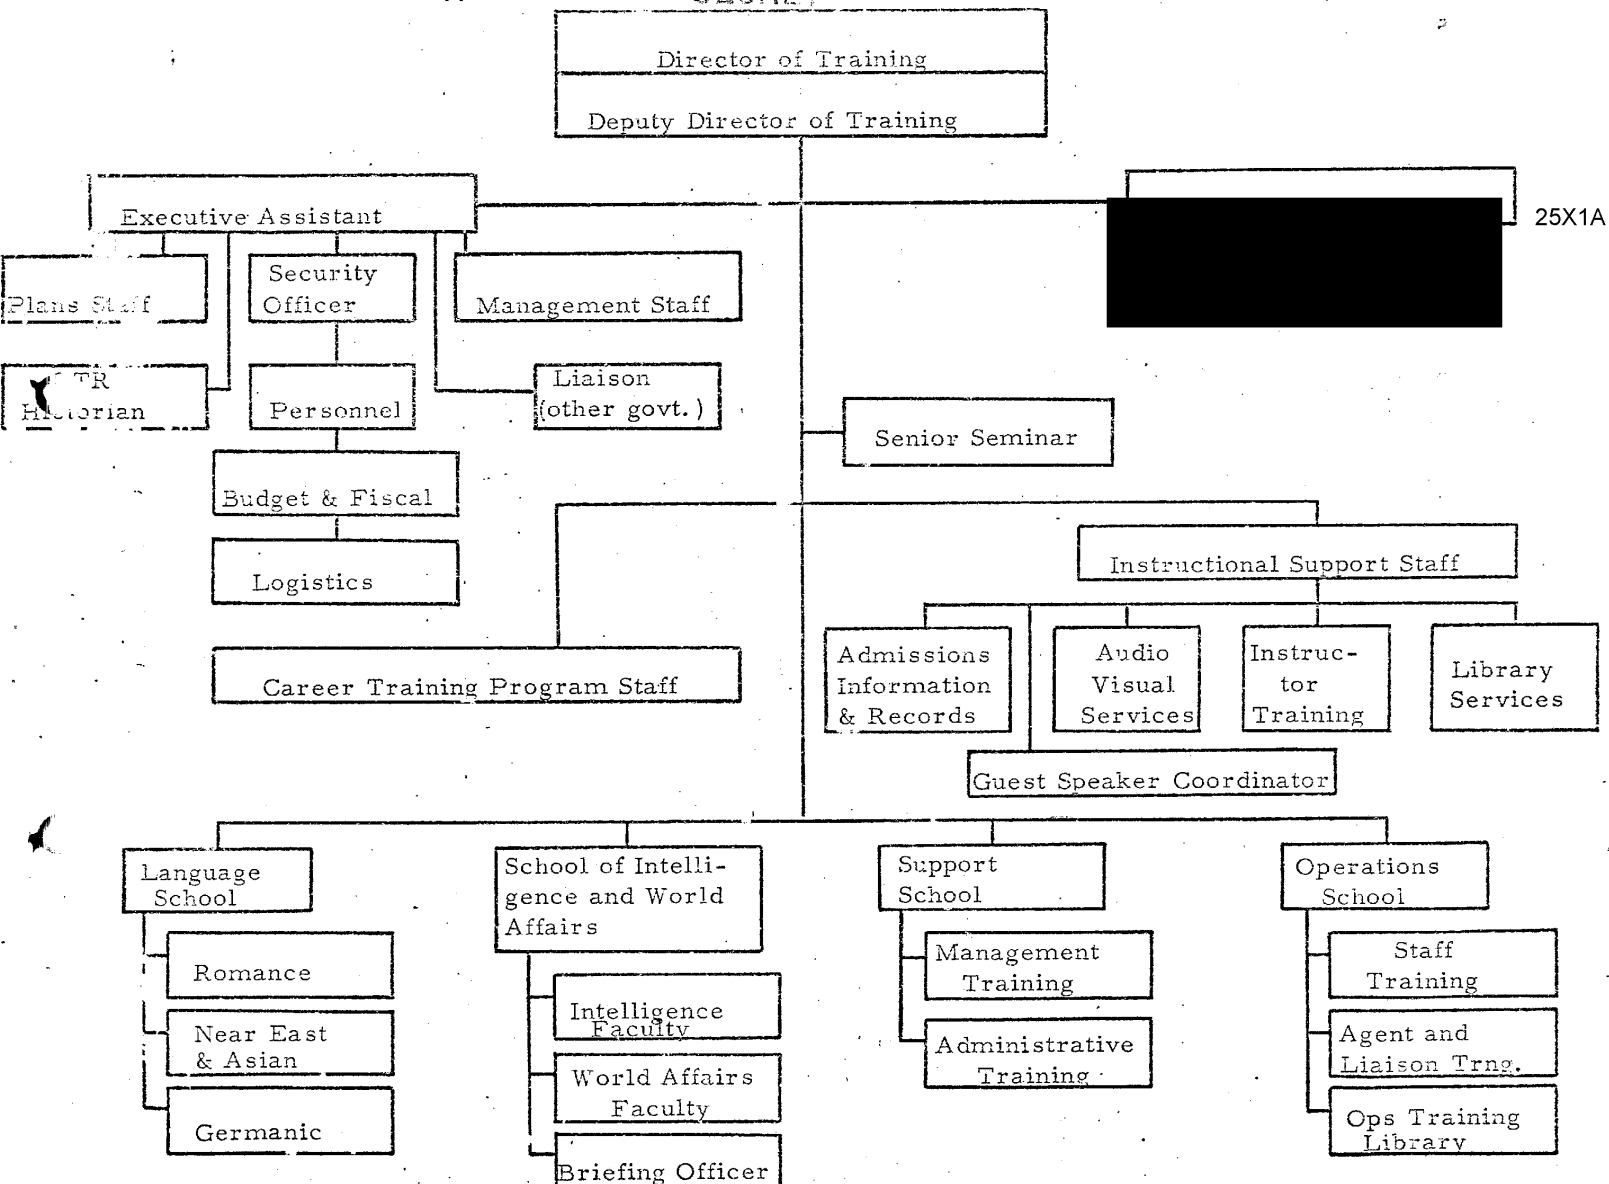 Director of Training
Deputy Director of Training
Executive Assistant
25X1A
Plans Staff
Security
Officer
Management Staff
TR
Historian
Personnel
Liaison
(other govt.)
Senior Seminar
Budget & Fiscal
Logistics
Instructional Support Staff
Career Training Program Staff
Admissions
Information
& Records
Audio
Visual
Services
Instruc-
tor
Training
Library
Services
Guest Speaker Coordinator
Language
School
Romance
Near East
& Asian
Germanic
School of Intelli-
gence and World
Affairs
Intelligence
Faculty
World Affairs
Faculty
Briefing Officer
Support
School
Management
Training
Administrative
Training
Operations
School
Staff
Training
Agent and
Liaison Trng.
Ops Training
Library